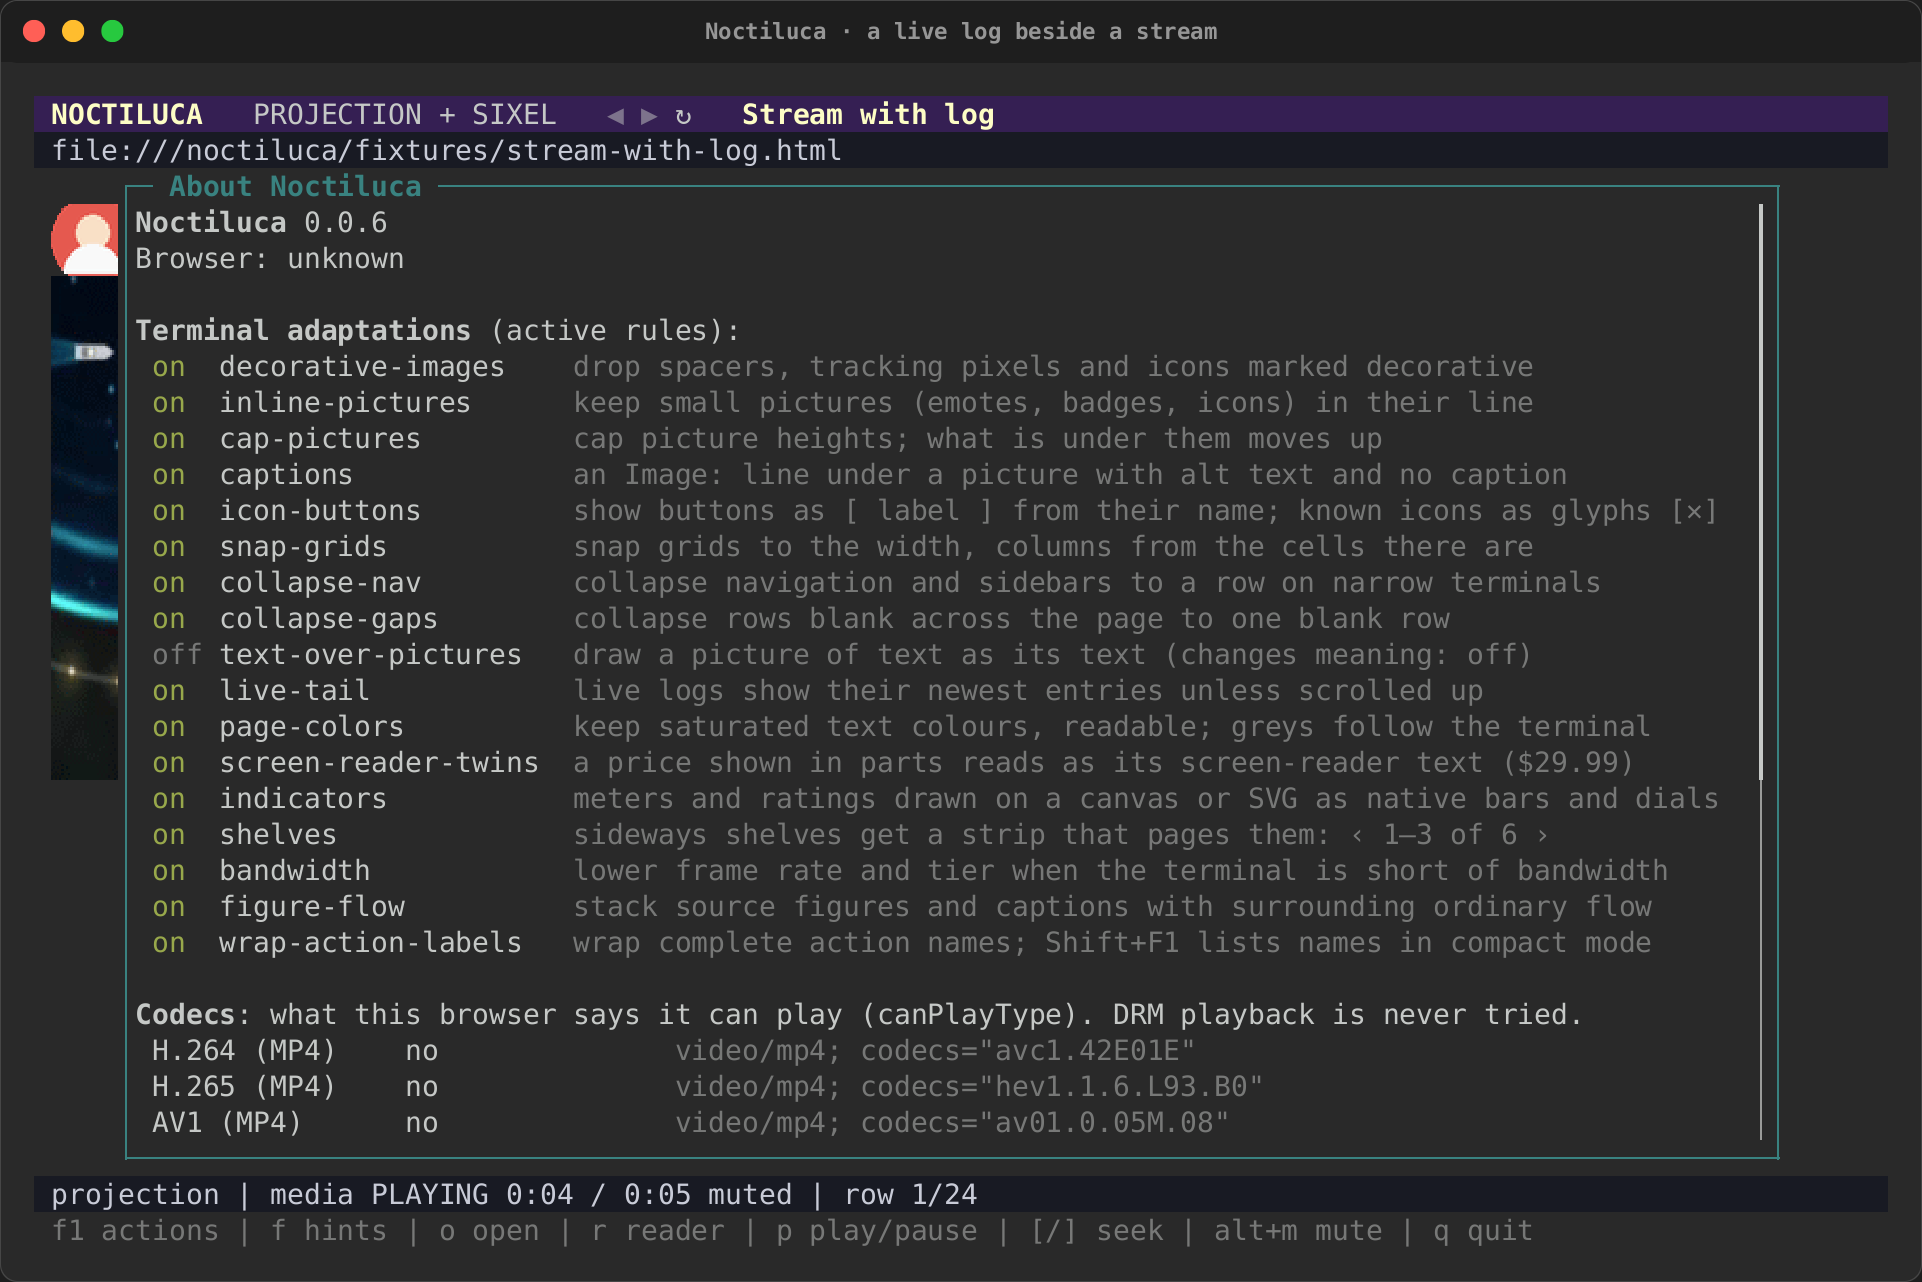 Noctiluca · a live log beside a stream
NOCTILUCA PROJECTION + SIXEL ◀ ▶ ↻ Stream with log
file:///noctiluca/fixtures/stream-with-log.html
About Noctiluca
Noctiluca 0.0.6
Browser: unknown
Terminal adaptations (active rules):
on decorative-images drop spacers, tracking pixels and icons marked decorative
on inline-pictures keep small pictures (emotes, badges, icons) in their line
on cap-pictures cap picture heights; what is under them moves up
on captions an Image: line under a picture with alt text and no caption
on icon-buttons show buttons as [ label ] from their name; known icons as glyphs [×]
on snap-grids snap grids to the width, columns from the cells there are
on collapse-nav collapse navigation and sidebars to a row on narrow terminals
on collapse-gaps collapse rows blank across the page to one blank row
off text-over-pictures draw a picture of text as its text (changes meaning: off)
on live-tail live logs show their newest entries unless scrolled up
on page-colors keep saturated text colours, readable; greys follow the terminal
on screen-reader-twins a price shown in parts reads as its screen-reader text ($29.99)
on indicators meters and ratings drawn on a canvas or SVG as native bars and dials
on shelves sideways shelves get a strip that pages them: ‹ 1–3 of 6 ›
on bandwidth lower frame rate and tier when the terminal is short of bandwidth
on figure-flow stack source figures and captions with surrounding ordinary flow
on wrap-action-labels wrap complete action names; Shift+F1 lists names in compact mode
Codecs: what this browser says it can play (canPlayType). DRM playback is never tried.
H.264 (MP4) no video/mp4; codecs="avc1.42E01E"
H.265 (MP4) no video/mp4; codecs="hev1.1.6.L93.B0"
AV1 (MP4) no video/mp4; codecs="av01.0.05M.08"
projection | media PLAYING 0:04 / 0:05 muted | row 1/24
f1 actions | f hints | o open | r reader | p play/pause | [/] seek | alt+m mute | q quit